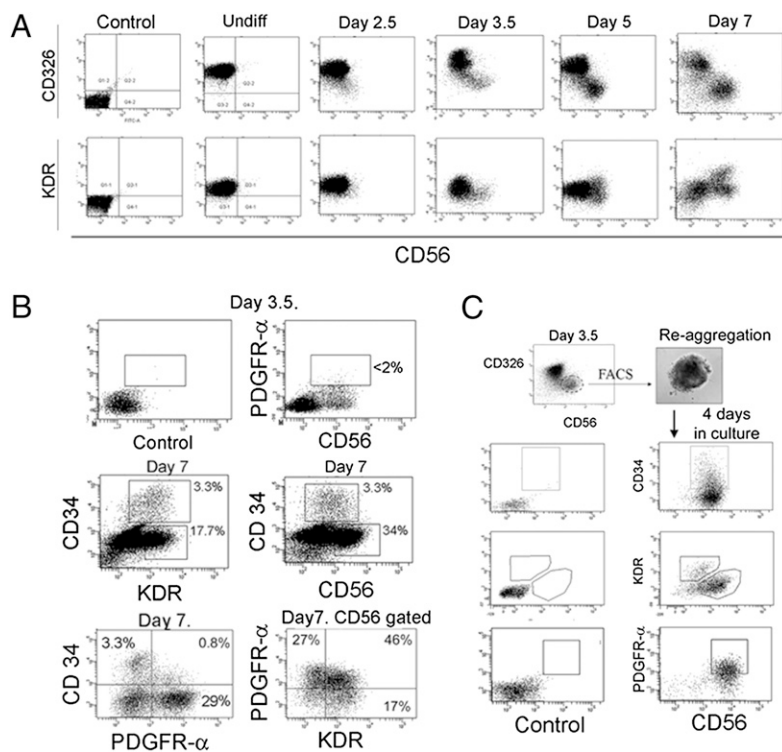 A
Control
Undiff
Day 2.5
Day 3.5
Day 5
Day 7
CD326
KDR
CD56
B
Day 3.5.
PDGFR-α
<2%
Control
CD56
Day 7
Day 7
CD34
3.3%
17.7%
CD 34
3.3%
34%
KDR
CD56
Day 7.
Day7. CD56 gated
CD 34
3.3%
0.8%
29%
PDGFR-α
27%
46%
17%
PDGFR-α
KDR
C
Day 3.5
Re-aggregation
CD326
FACS
CD56
4 days
in culture
CD34
KDR
PDGFR-α
Control
CD56